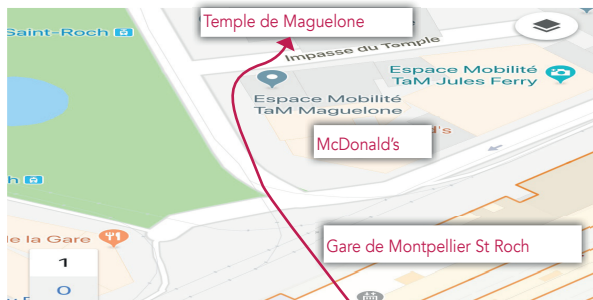 Temple de Maguelone
Saint-Roch
Impasse du Temple
Espace Mobilité
TaM Jules Ferry
Espace Mobilité
TaM Maguelone
d's
McDonald's
h
e la Gare
Gare de Montpellier St Roch
1
0